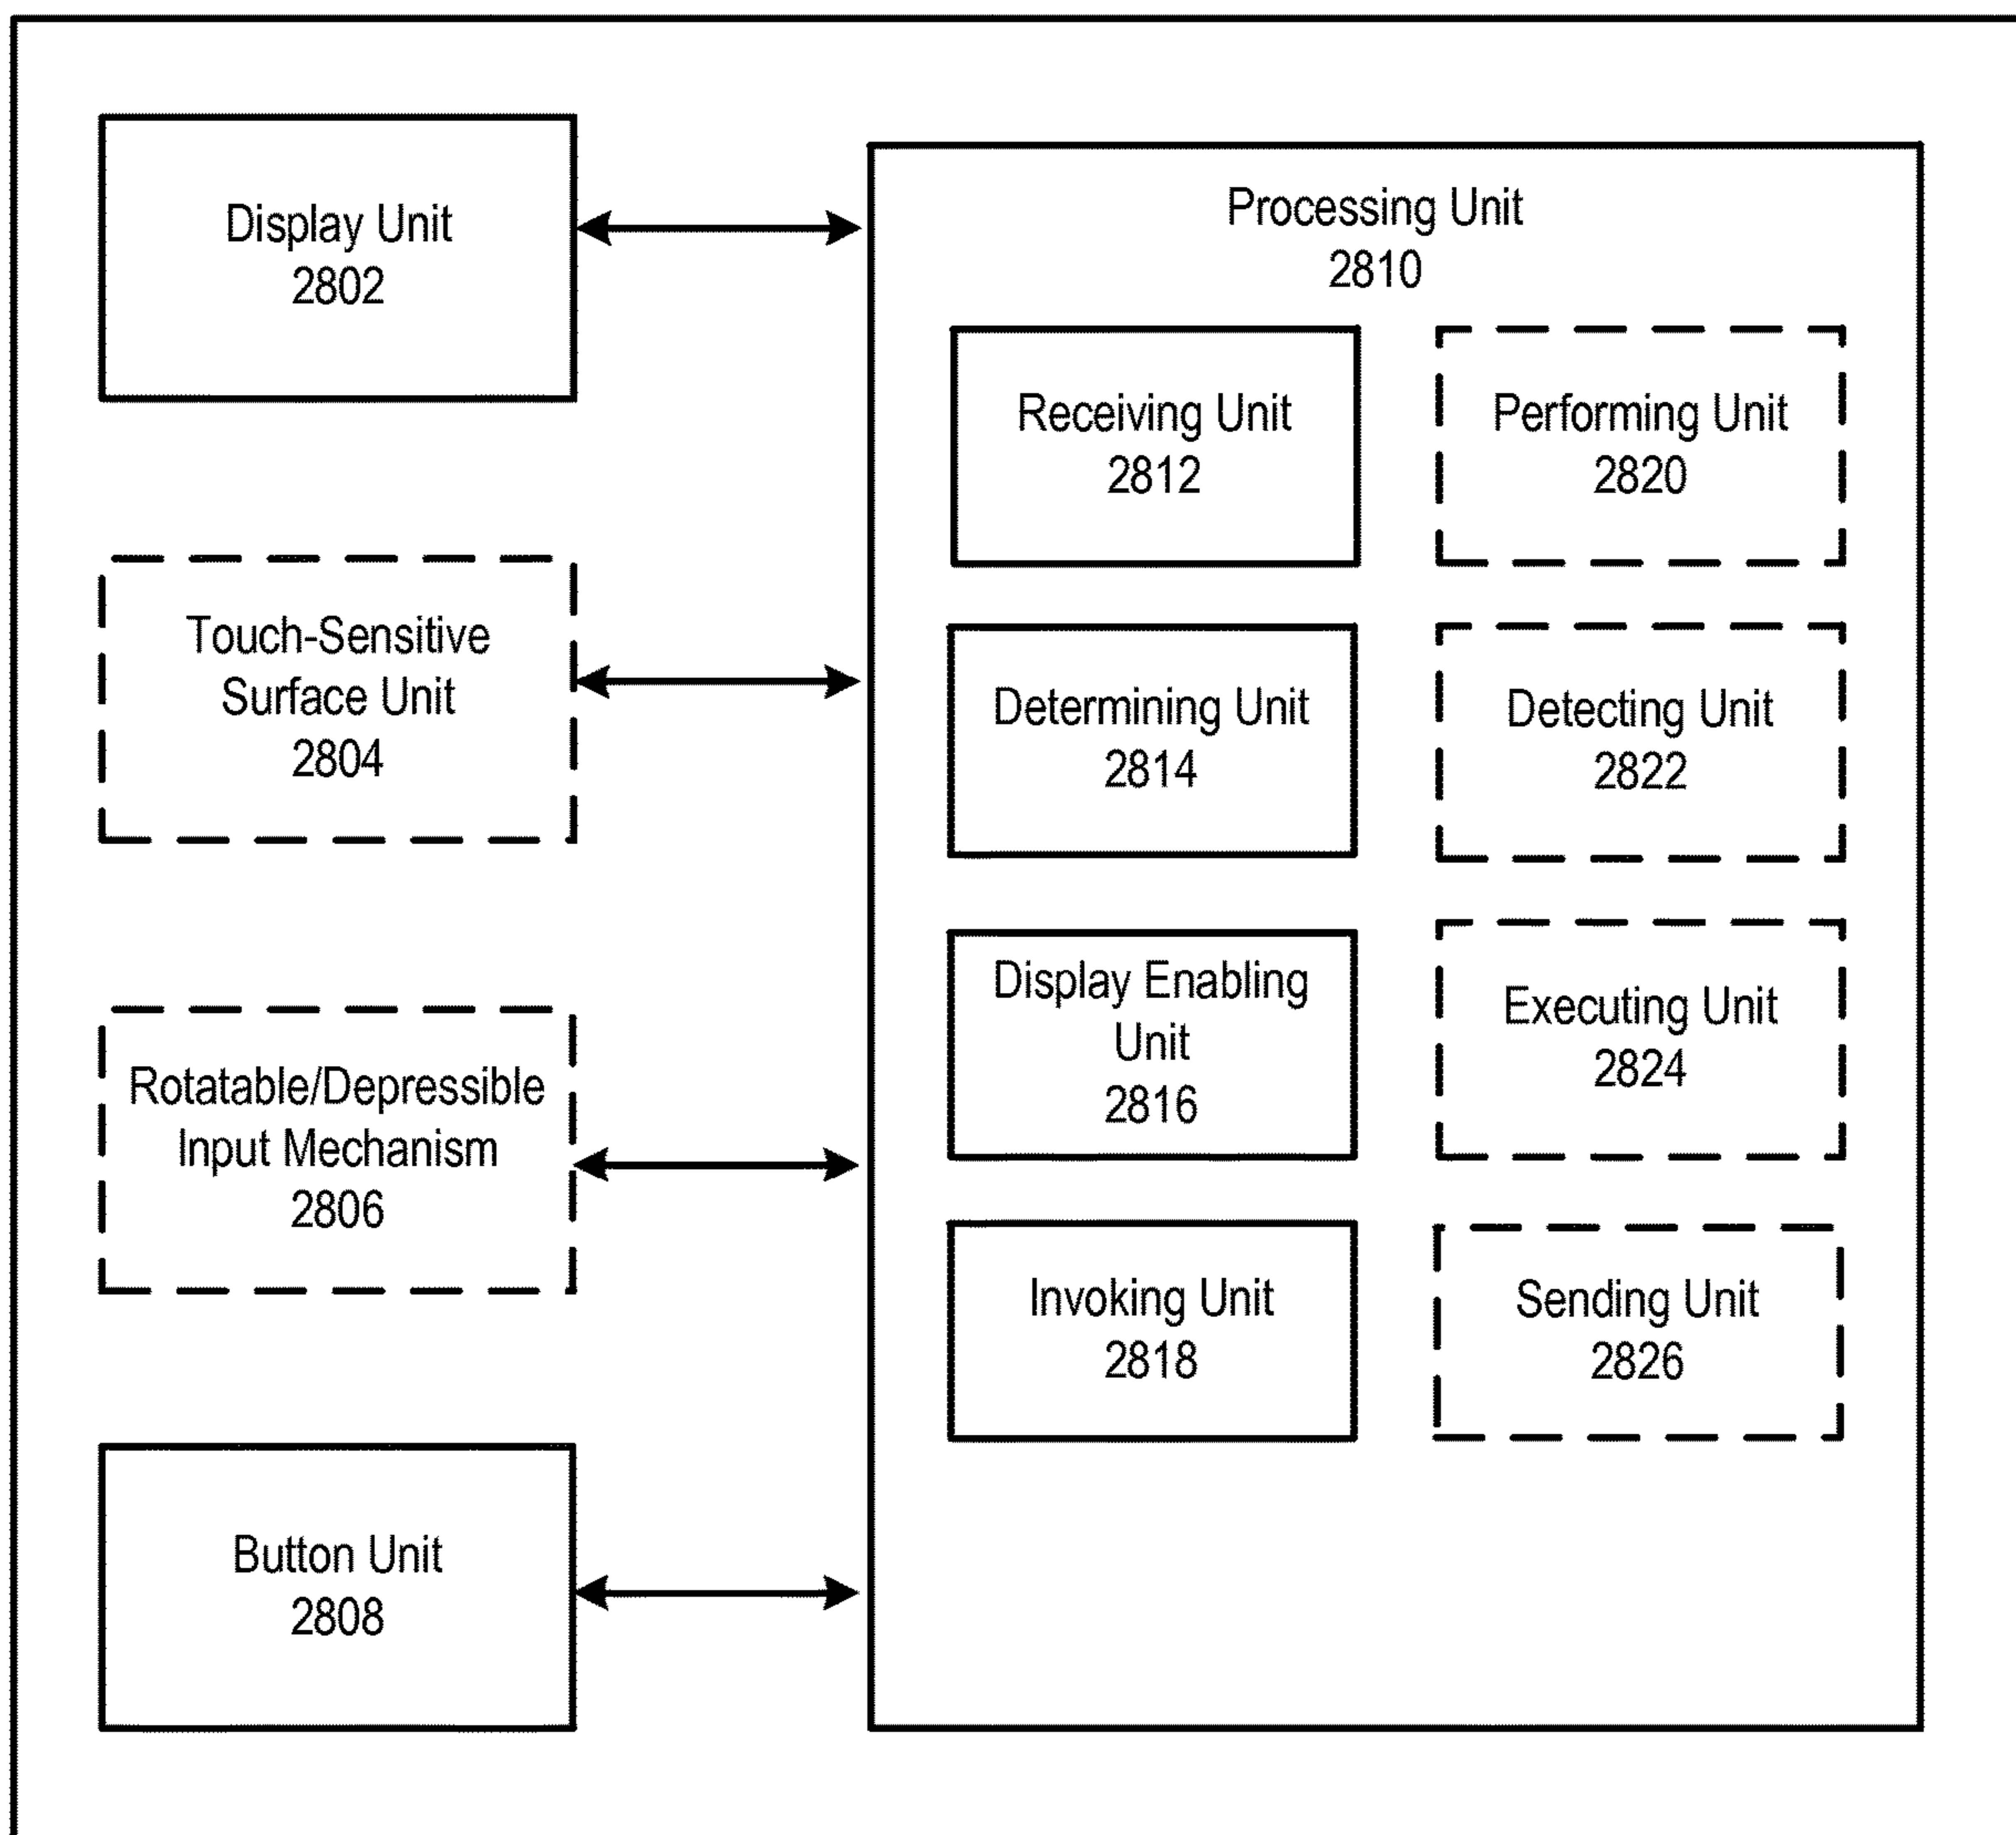 Display Unit
2802
Touch-Sensitive
Surface Unit
2804
Rotatable/Depressible
Input Mechanism
2806
Button Unit
2808
Processing Unit
2810
Receiving Unit
2812
Performing Unit
2820
Determining Unit
2814
Detecting Unit
2822
Display Enabling
Unit
2816
Executing Unit
2824
Invoking Unit
2818
Sending Unit
2826